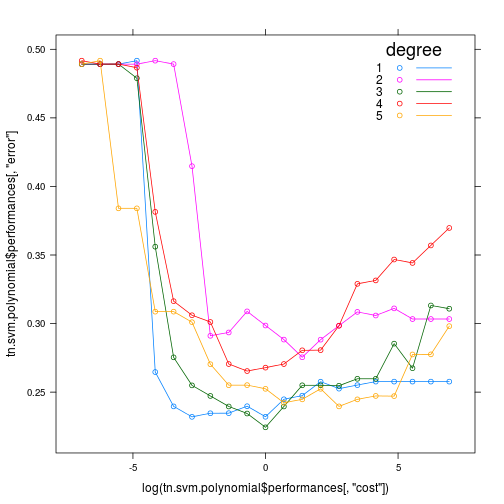 degree
1
2
3
4
5
0.50
0.45
0.40
0.35
0.30
0.25
tn.svm.polynomial$performances[, "error"]
-5 0 5
log(tn.svm.polynomial$performances[, "cost"])